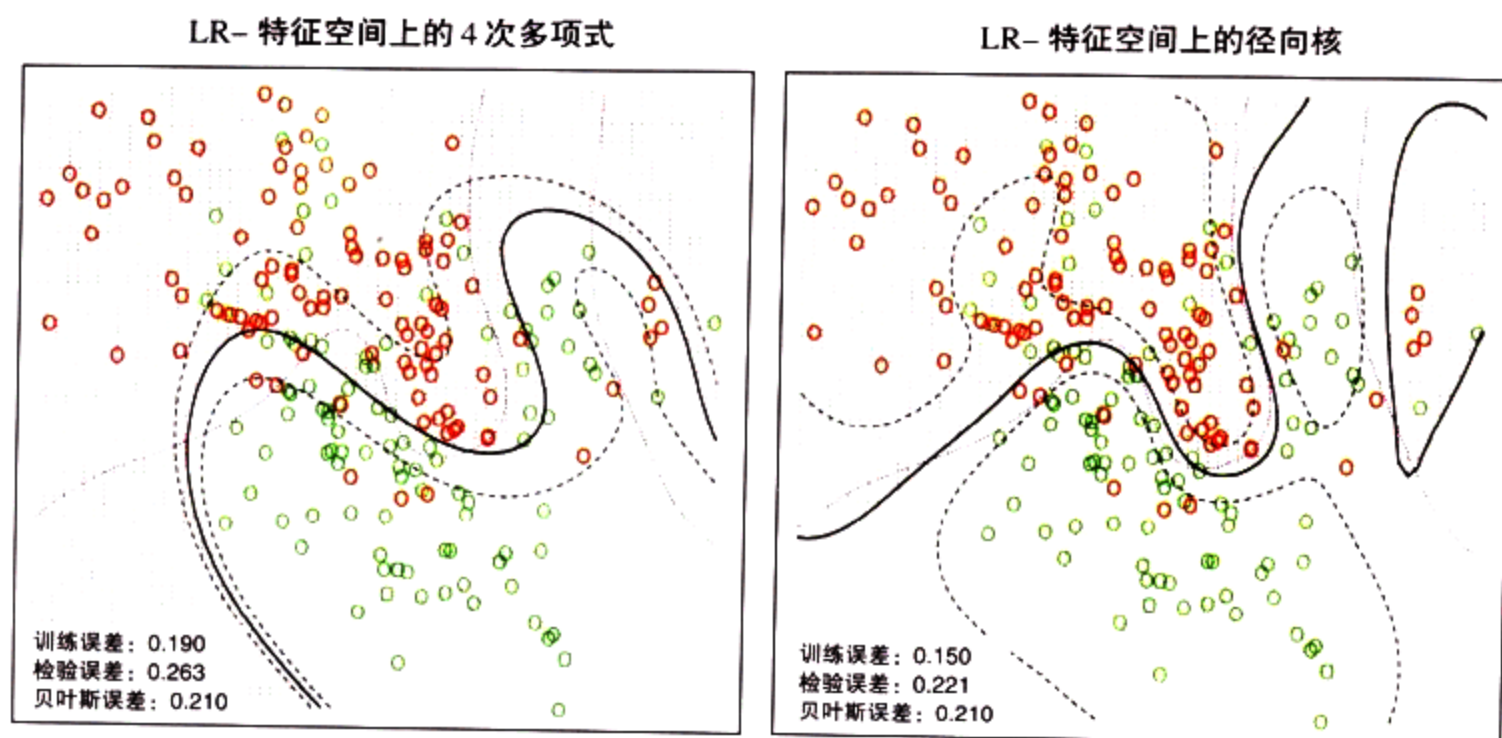 LR- 特征空间上的 4 次多项式
训练误差：0.190
检验误差：0.263
贝叶斯误差：0.210
LR- 特征空间上的径向核
训练误差：0.150
检验误差：0.221
贝叶斯误差：0.210